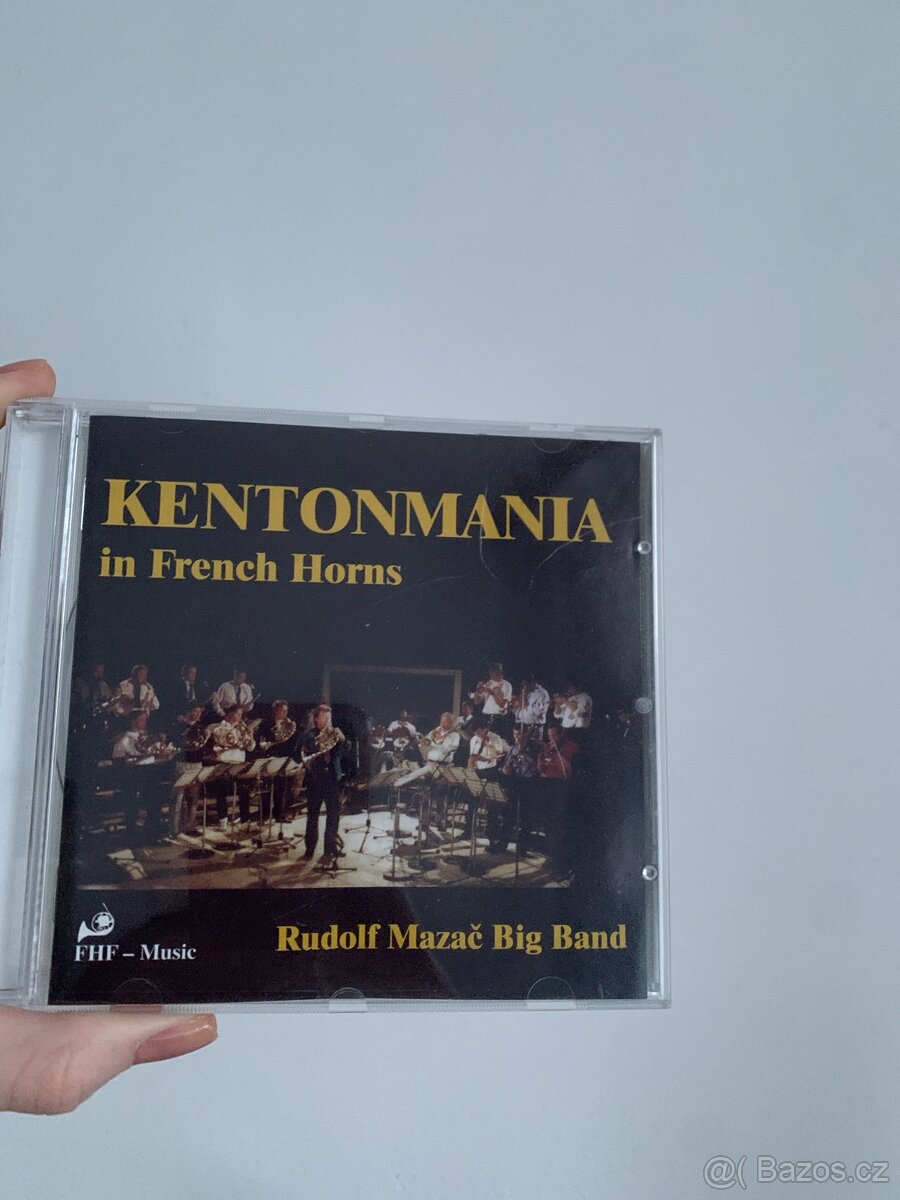 KENTONMANIA
in French Horns
FHF – Music
Rudolf Mazač Big Band
@( Bazos.cz